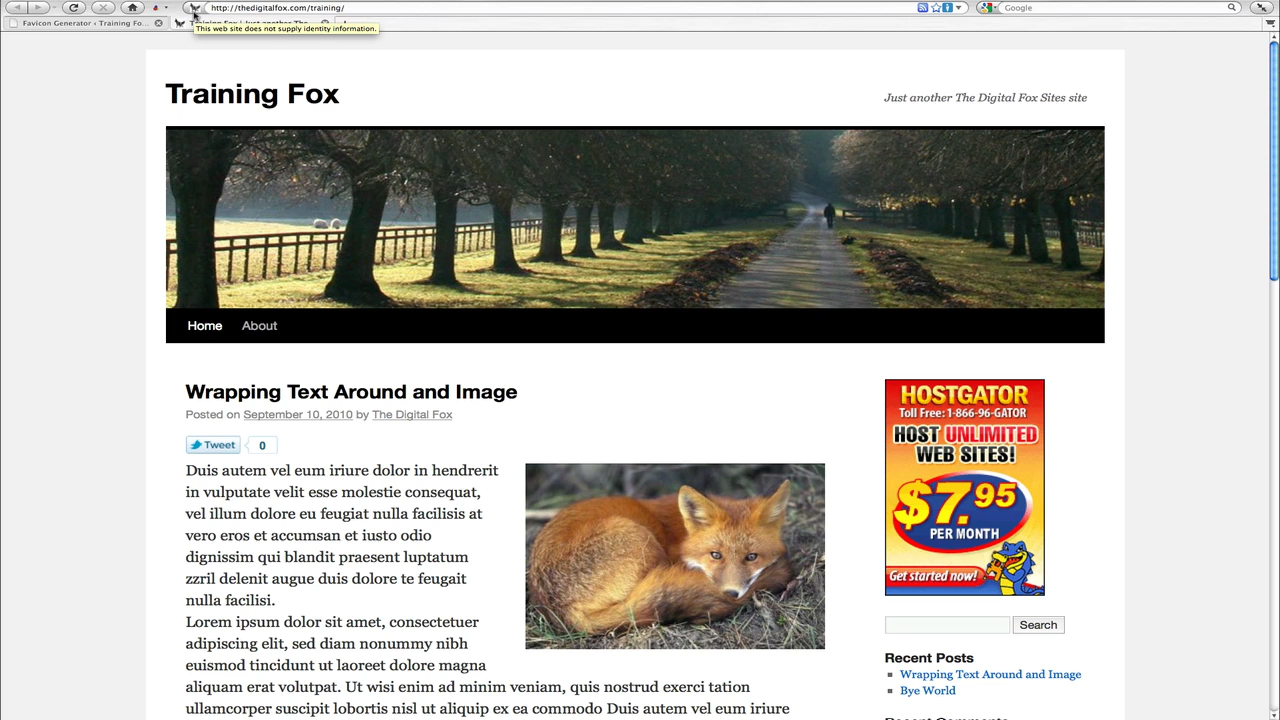 http://thedigitalfox.com/training/
Google
Favicon Generator ‹ Training Fo...
This web site does not supply identity information.
Training Fox
Just another The Digital Fox Sites site
Home About
Wrapping Text Around and Image
Posted on September 10, 2010 by The Digital Fox
Tweet 0
Duis autem vel eum iriure dolor in hendrerit
in vulputate velit esse molestie consequat,
vel illum dolore eu feugiat nulla facilisis at
vero eros et accumsan et iusto odio
dignissim qui blandit praesent luptatum
zzril delenit augue duis dolore te feugait
nulla facilisi.
Lorem ipsum dolor sit amet, consectetuer
adipiscing elit, sed diam nonummy nibh
euismod tincidunt ut laoreet dolore magna
aliquam erat volutpat. Ut wisi enim ad minim veniam, quis nostrud exerci tation
ullamcorper suscipit lobortis nisl ut aliquip ex ea commodo Duis autem vel eum iriure
HOSTGATOR
Toll Free: 1-866-96-GATOR
HOST UNLIMITED
WEB SITES!
$7.95
PER MONTH
Get started now!
Search
Recent Posts
Wrapping Text Around and Image
Bye World